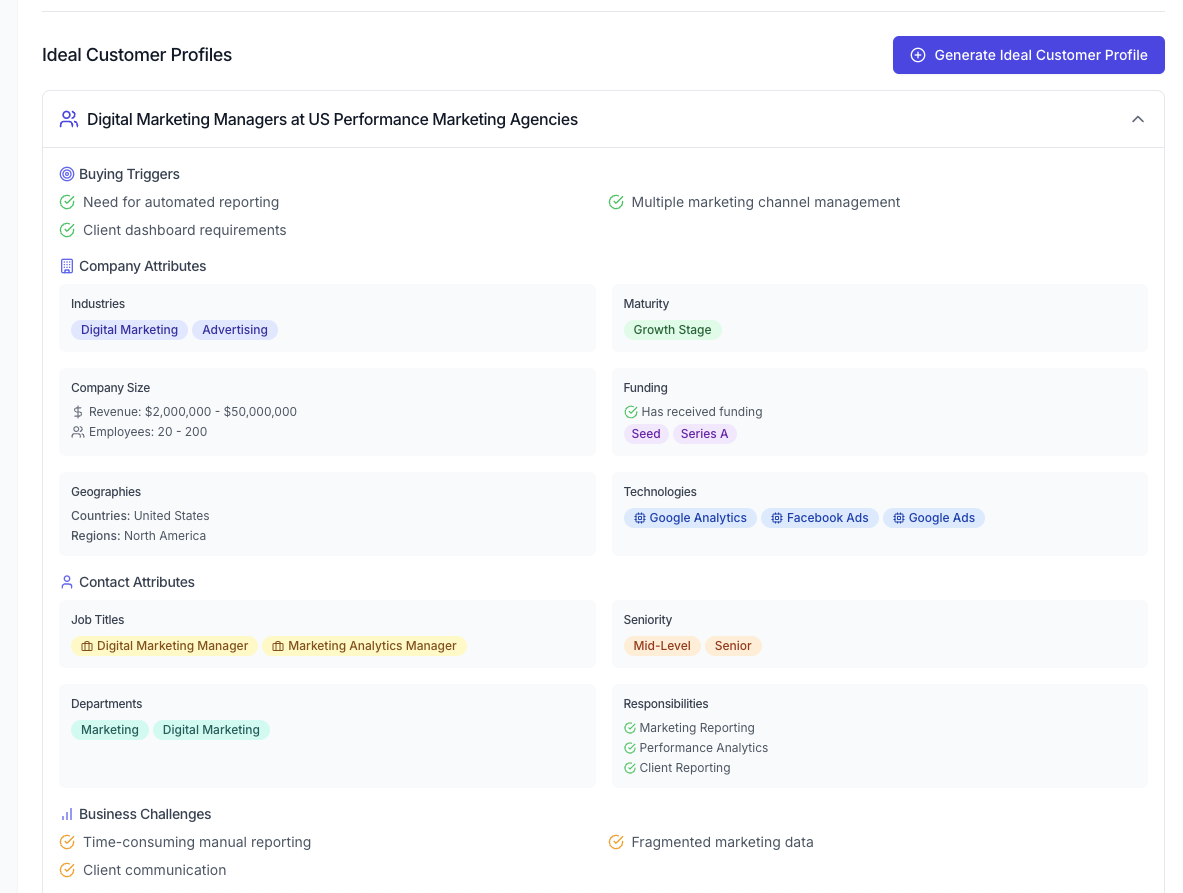 Ideal Customer Profiles
Generate Ideal Customer Profile
Digital Marketing Managers at US Performance Marketing Agencies
Buying Triggers
Need for automated reporting
Multiple marketing channel management
Client dashboard requirements
Company Attributes
Industries
Digital Marketing Advertising
Maturity
Growth Stage
Company Size
Revenue: $2,000,000 - $50,000,000
Employees: 20 - 200
Funding
Has received funding
Seed Series A
Geographies
Countries: United States
Regions: North America
Technologies
Google Analytics Facebook Ads Google Ads
Contact Attributes
Job Titles
Digital Marketing Manager Marketing Analytics Manager
Seniority
Mid-Level Senior
Departments
Marketing Digital Marketing
Responsibilities
Marketing Reporting
Performance Analytics
Client Reporting
Business Challenges
Time-consuming manual reporting
Fragmented marketing data
Client communication